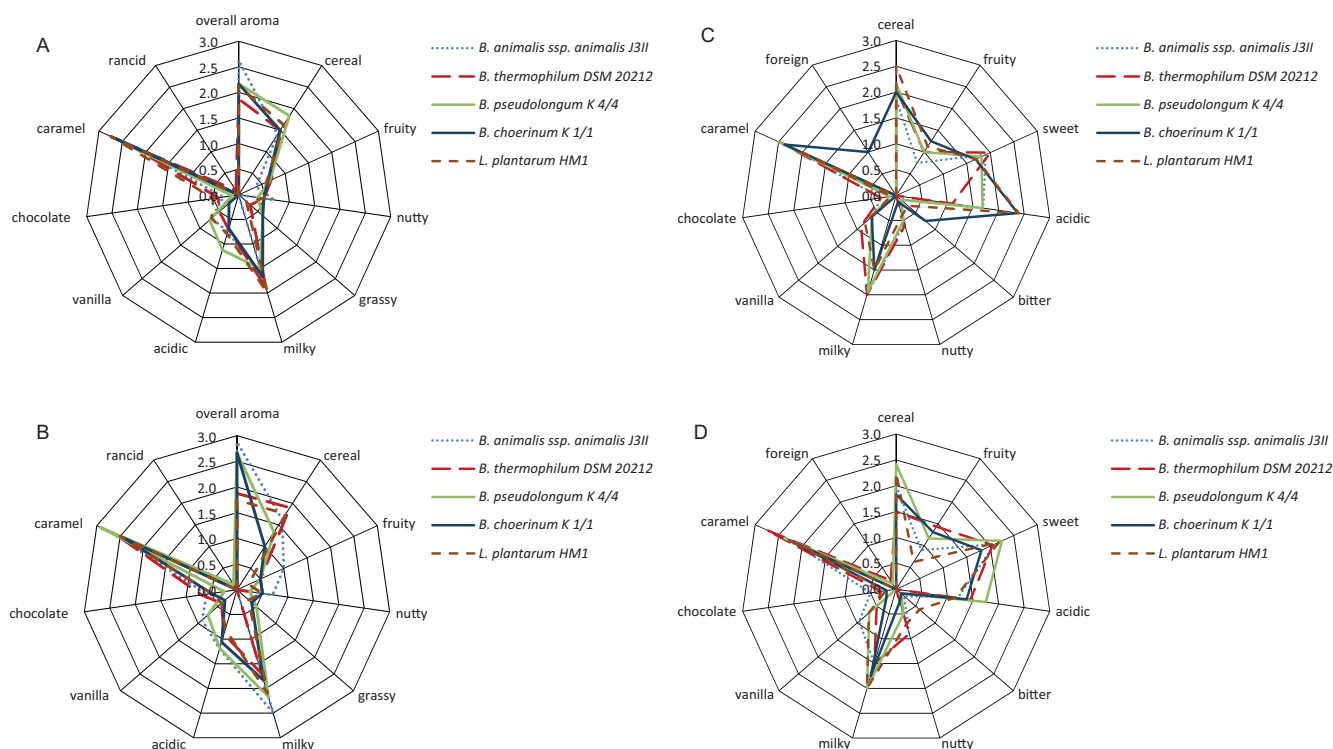 A
overall aroma
cereal
fruity
nutty
grassy
milky
acidic
vanilla
chocolate
caramel
rancid
3.0
2.5
2.0
1.5
1.0
0.5
0.0
B. animalis ssp. animalis J3II
B. thermophilum DSM 20212
B. pseudolongum K 4/4
B. choerinum K 1/1
L. plantarum HM1
C
cereal
fruity
sweet
acidic
bitter
nutty
milky
vanilla
chocolate
caramel
foreign
3.0
2.5
2.0
1.5
1.0
0.5
0.0
B. animalis ssp. animalis J3II
B. thermophilum DSM 20212
B. pseudolongum K 4/4
B. choerinum K 1/1
L. plantarum HM1
B
overall aroma
cereal
fruity
nutty
grassy
milky
acidic
vanilla
chocolate
caramel
rancid
3.0
2.5
2.0
1.5
1.0
0.5
0.0
B. animalis ssp. animalis J3II
B. thermophilum DSM 20212
B. pseudolongum K 4/4
B. choerinum K 1/1
L. plantarum HM1
D
cereal
fruity
sweet
acidic
bitter
nutty
milky
vanilla
chocolate
caramel
foreign
3.0
2.5
2.0
1.5
1.0
0.5
0.0
B. animalis ssp. animalis J3II
B. thermophilum DSM 20212
B. pseudolongum K 4/4
B. choerinum K 1/1
L. plantarum HM1